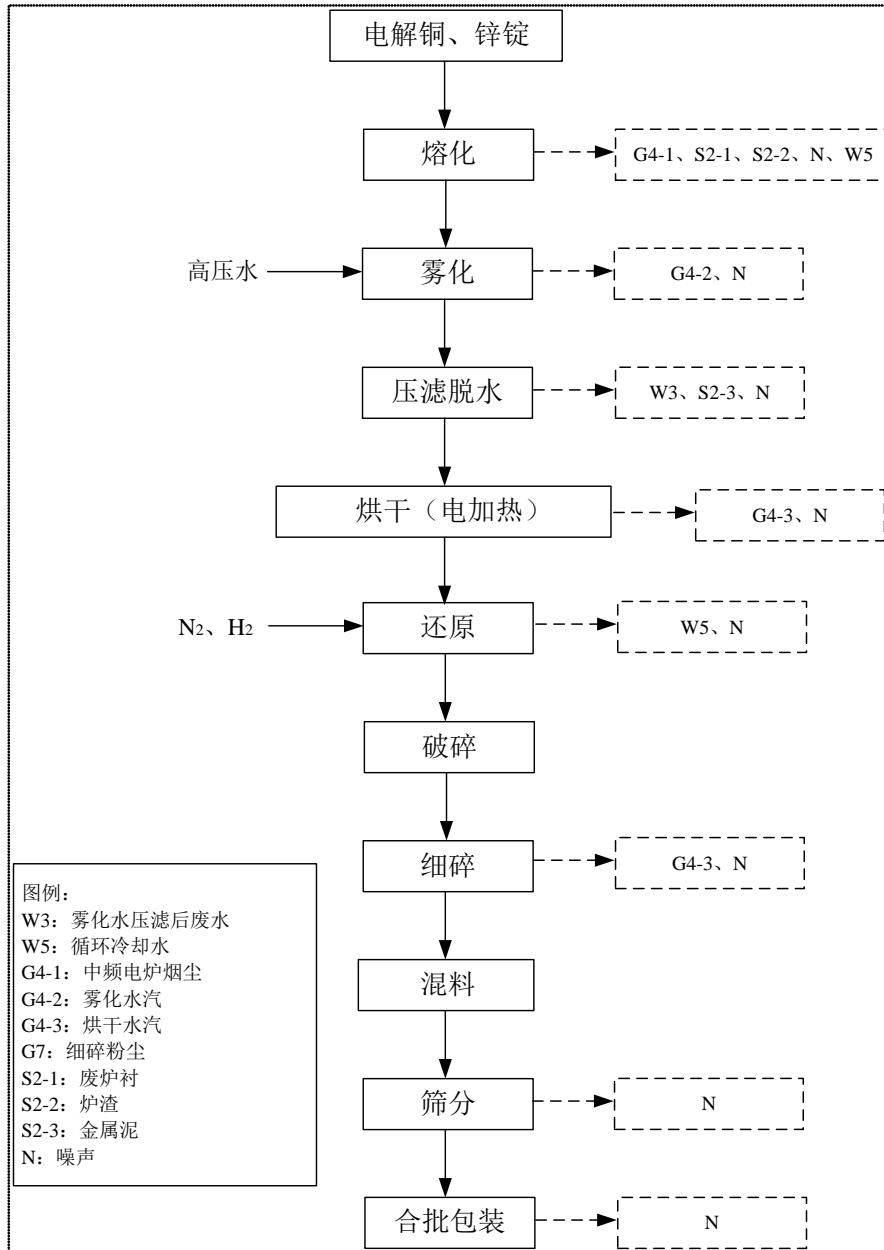 电解铜、锌锭
熔化
G4-1、S2-1、S2-2、N、W5
高压水
雾化
G4-2、N
压滤脱水
W3、S2-3、N
烘干（电加热）
G4-3、N
N2、H2
还原
W5、N
破碎
细碎
G4-3、N
混料
筛分
N
合批包装
N
图例：
W3：雾化水压滤后废水
W5：循环冷却水
G4-1：中频电炉烟尘
G4-2：雾化水汽
G4-3：烘干水汽
G7：细碎粉尘
S2-1：废炉衬
S2-2：炉渣
S2-3：金属泥
N：噪声